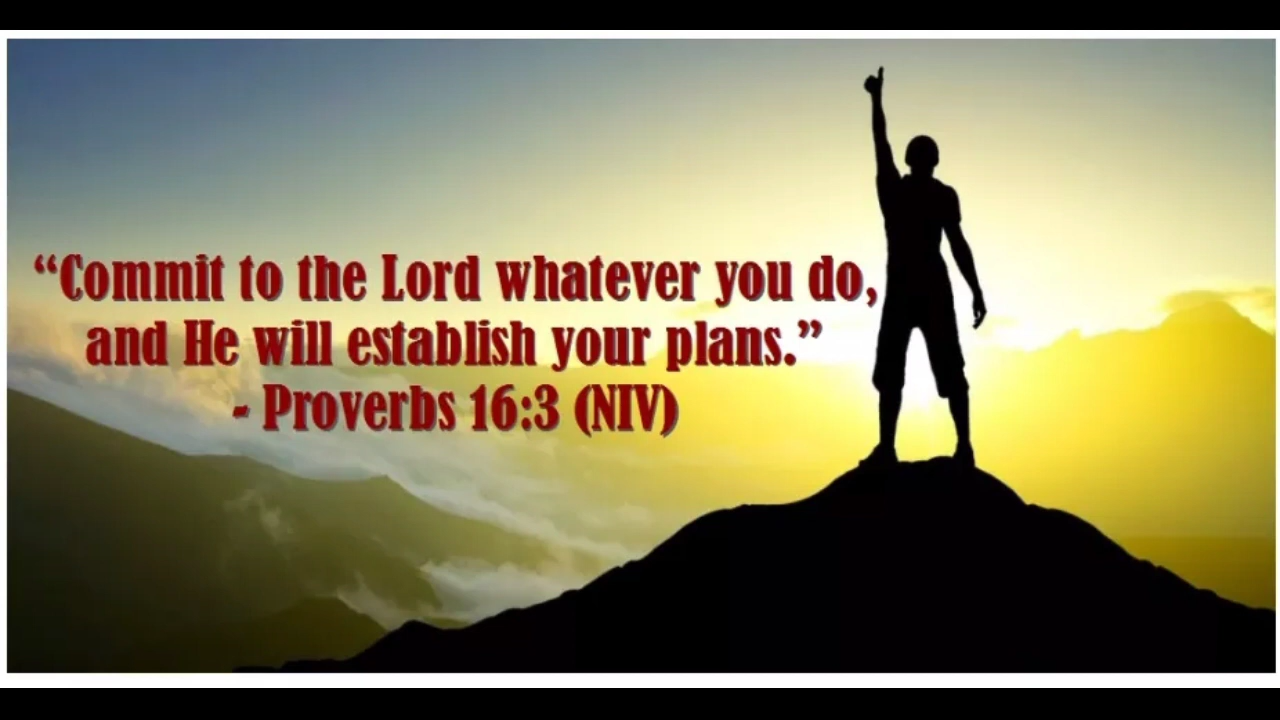 “Commit to the Lord whatever you do,
and He will establish your plans.”
- Proverbs 16:3 (NIV)